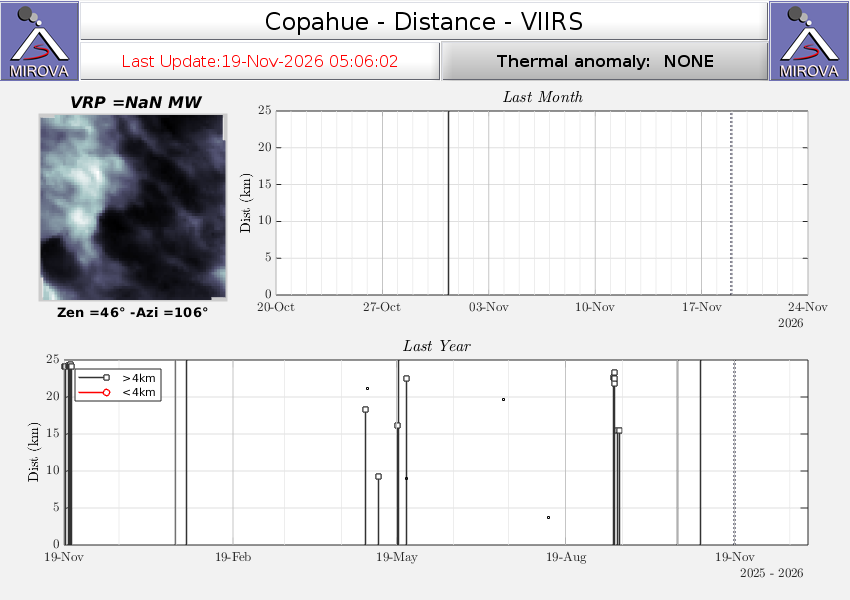 Copahue - Distance - VIIRS
MIROVA
Last Update:19-Nov-2026 05:06:02
Thermal anomaly: NONE
MIROVA
VRP =NaN MW
Zen =46° -Azi =106°
Last Month
Dist (km)
25
20
15
10
5
0
20-Oct
27-Oct
03-Nov
10-Nov
17-Nov
24-Nov
2026
Last Year
Dist (km)
25
20
15
10
5
0
>4km
<4km
19-Nov
19-Feb
19-May
19-Aug
19-Nov
2025 - 2026